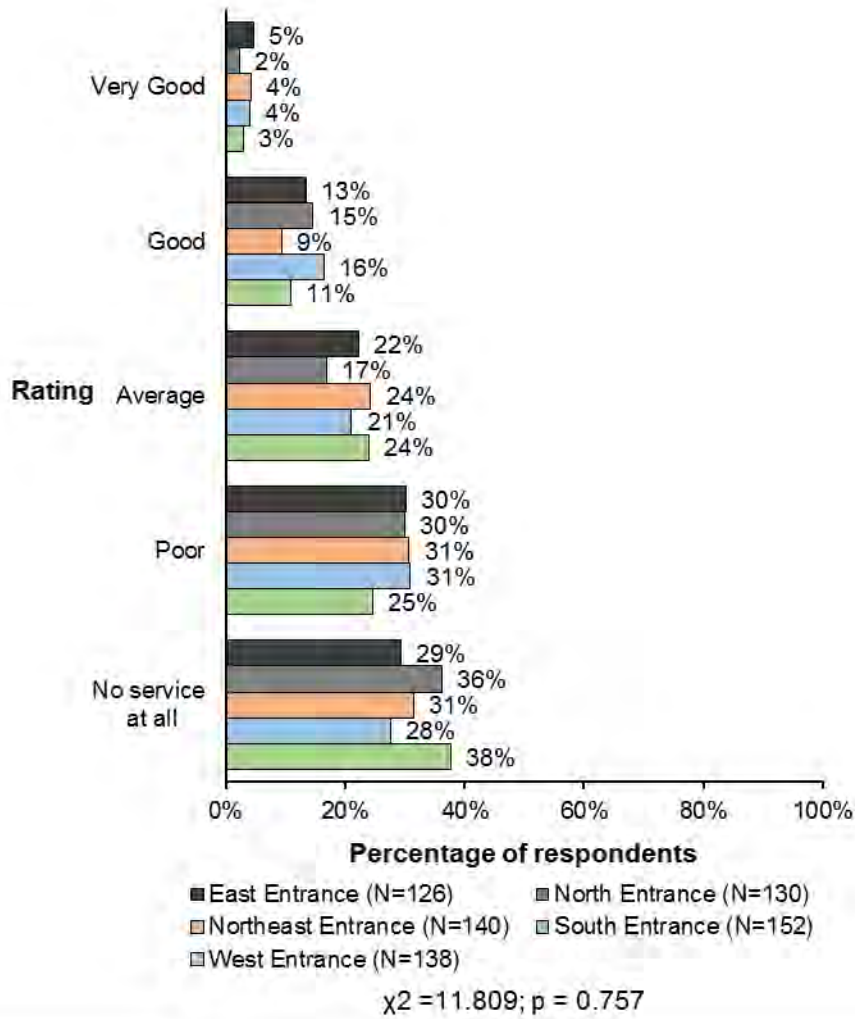 5%
2%
Very Good
4%
4%
3%
13%
15%
Good
9%
16%
11%
22%
17%
Rating
Average
24%
21%
24%
30%
30%
Poor
31%
31%
25%
29%
36%
No service
at all
31%
28%
38%
0% 20% 40% 60% 80% 100%
Percentage of respondents
East Entrance (N=126) North Entrance (N=130)
Northeast Entrance (N=140) South Entrance (N=152)
West Entrance (N=138)
χ2 =11.809; p = 0.757